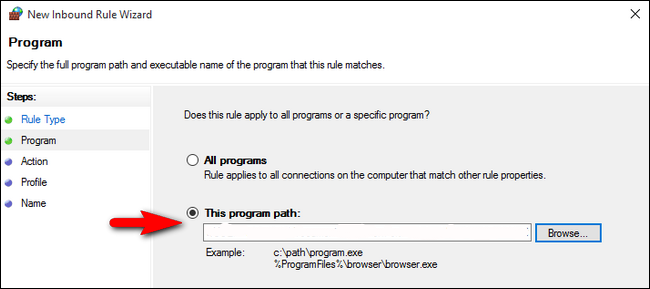 New Inbound Rule Wizard
Program
Specify the full program path and executable name of the program that this rule matches.
Steps:
Rule Type
Program
Action
Profile
Name
Does this rule apply to all programs or a specific program?
All programs
Rule applies to all connections on the computer that match other rule properties.
This program path:
Browse...
Example:
c:\path\program.exe
%ProgramFiles%\browser\browser.exe